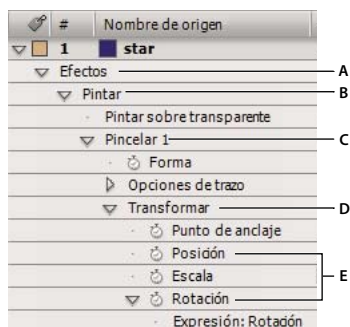 # Nombre de origen
1 star
Efectos A
Pintar B
Pintar sobre transparente
Pincelar 1 C
Forma
Opciones de trazo
Transformar D
Punto de anclaje
Posición
Escala E
Rotación
Expresión: Rotación